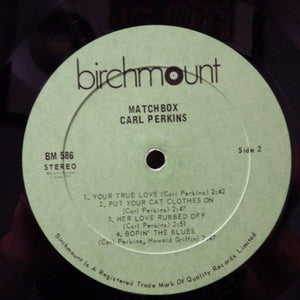 birchmount
MATCHBOX
CARL PERKINS
BM 586
STEREO
Side 2
1. YOUR TRUE LOVE (Carl Perkins) 2:42
2. PUT YOUR CAT CLOTHES ON
(Carl Perkins) 2:47
3. HER LOVE RUBBED OFF
(Carl Perkins) 2:51
4. BOPIN' THE BLUES
(Carl Perkins, Howard Griffin) 2:47
Birchmount Is A Registered Trade Mark Of Quality Records Limited